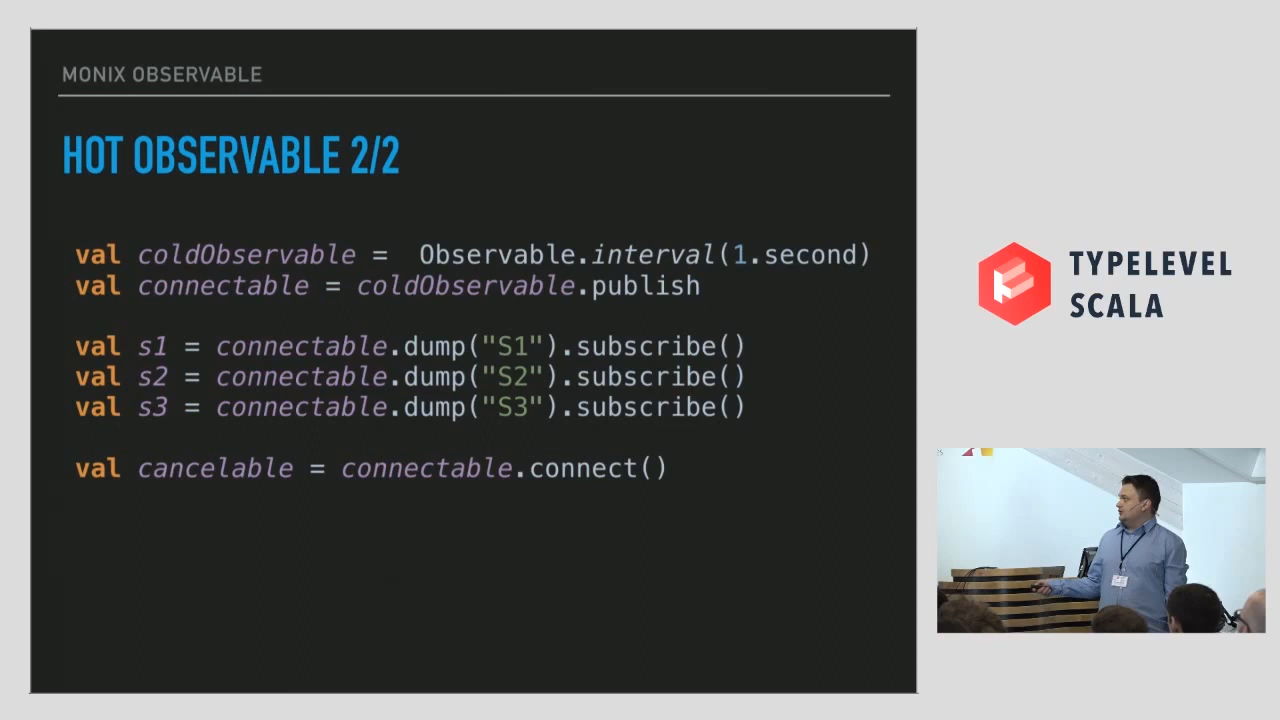 MONIX OBSERVABLE
HOT OBSERVABLE 2/2
val coldObservable =  Observable.interval(1.second)
val connectable = coldObservable.publish
val s1 = connectable.dump("S1").subscribe()
val s2 = connectable.dump("S2").subscribe()
val s3 = connectable.dump("S3").subscribe()
val cancelable = connectable.connect()
TYPELEVEL
SCALA